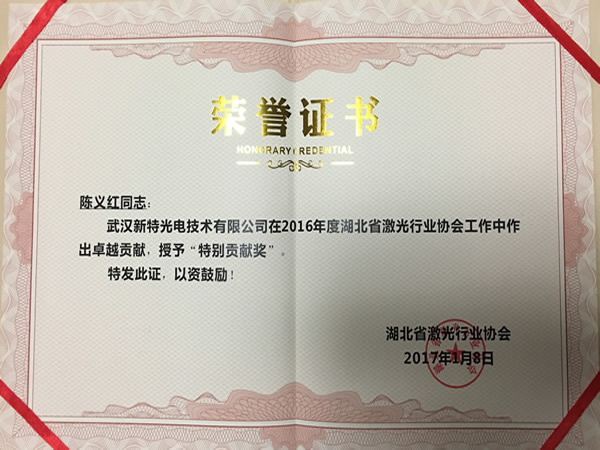 荣誉证书
HONORARY CREDENTIAL
陈义红同志：
武汉新特光电技术有限公司在2016年度湖北省激光行业协会工作中作
出卓越贡献，授予“特别贡献奖”。
特发此证，以资鼓励！
湖北省激光行业协会
2017年1月8日